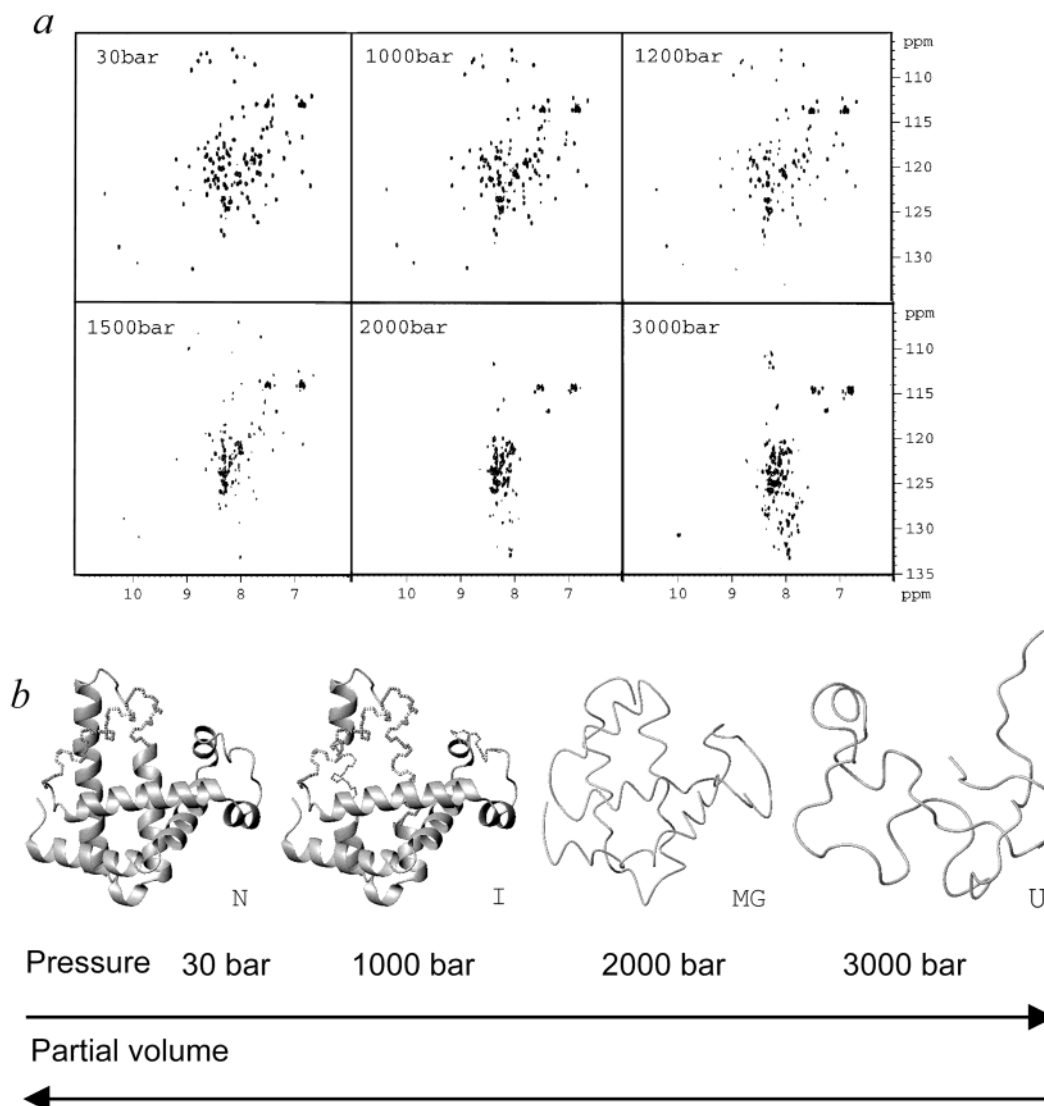 a
30bar
1000bar
1200bar
ppm
110
115
120
125
130
1500bar
2000bar
3000bar
ppm
110
115
120
125
130
135
10 9 8 7
10 9 8 7
10 9 8 7 ppm
b
N
I
MG
U
Pressure 30 bar 1000 bar 2000 bar 3000 bar
Partial volume